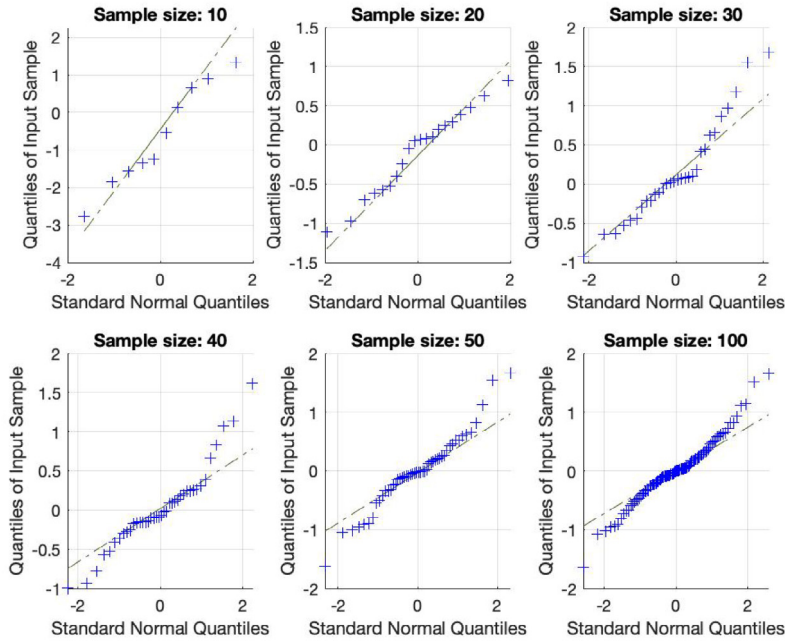 Sample size: 10
Quantiles of Input Sample
3
2
1
0
-1
-2
-3
-4
-2 0 2
Standard Normal Quantiles
Sample size: 20
Quantiles of Input Sample
1.5
1
0.5
0
-0.5
-1
-1.5
-2 0 2
Standard Normal Quantiles
Sample size: 30
Quantiles of Input Sample
2
1.5
1
0.5
0
-0.5
-1
-2 0 2
Standard Normal Quantiles
Sample size: 40
Quantiles of Input Sample
2
1.5
1
0.5
0
-0.5
-1
-2 0 2
Standard Normal Quantiles
Sample size: 50
Quantiles of Input Sample
2
1
0
-1
-2
-2 0 2
Standard Normal Quantiles
Sample size: 100
Quantiles of Input Sample
2
1
0
-1
-2
-2 0 2
Standard Normal Quantiles